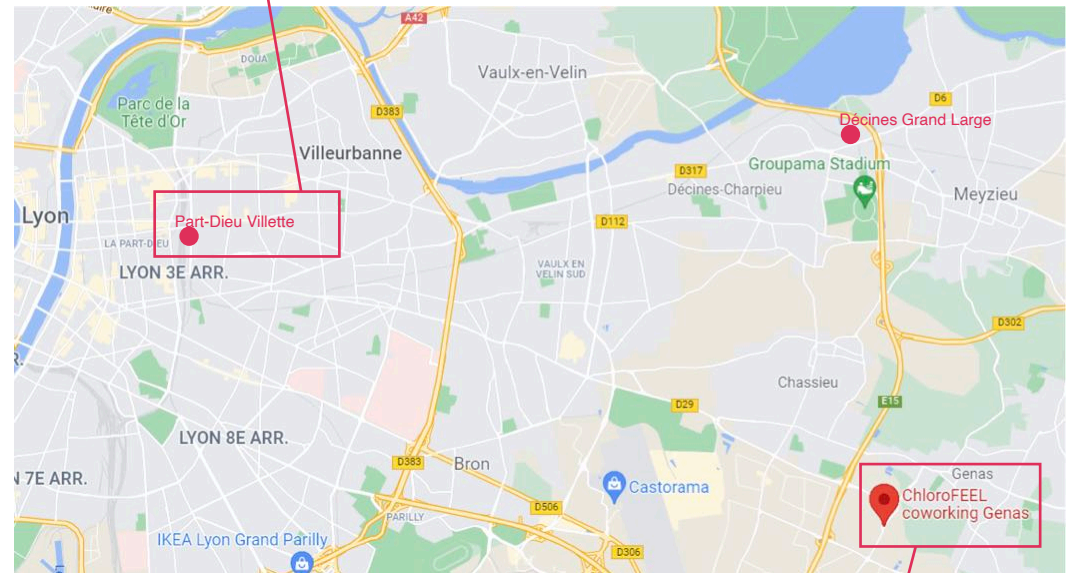 A42
DOUA
Vaulx-en-Velin
Parc de la
Tête d'Or
D383
D6
Décines Grand Large
Villeurbanne
Groupama Stadium
D317
Décines-Charpieu
Meyzieu
Lyon
Part-Dieu Villette
D112
LA PART-DIEU
LYON 3E ARR.
VAULX EN
VELIN SUD
D302
R.
Chassieu
D29
E15
LYON 8E ARR.
D383
Bron
Genas
N 7E ARR.
Castorama
ChloroFEEL
coworking Genas
D506
PARILLY
IKEA Lyon Grand Parilly
D306